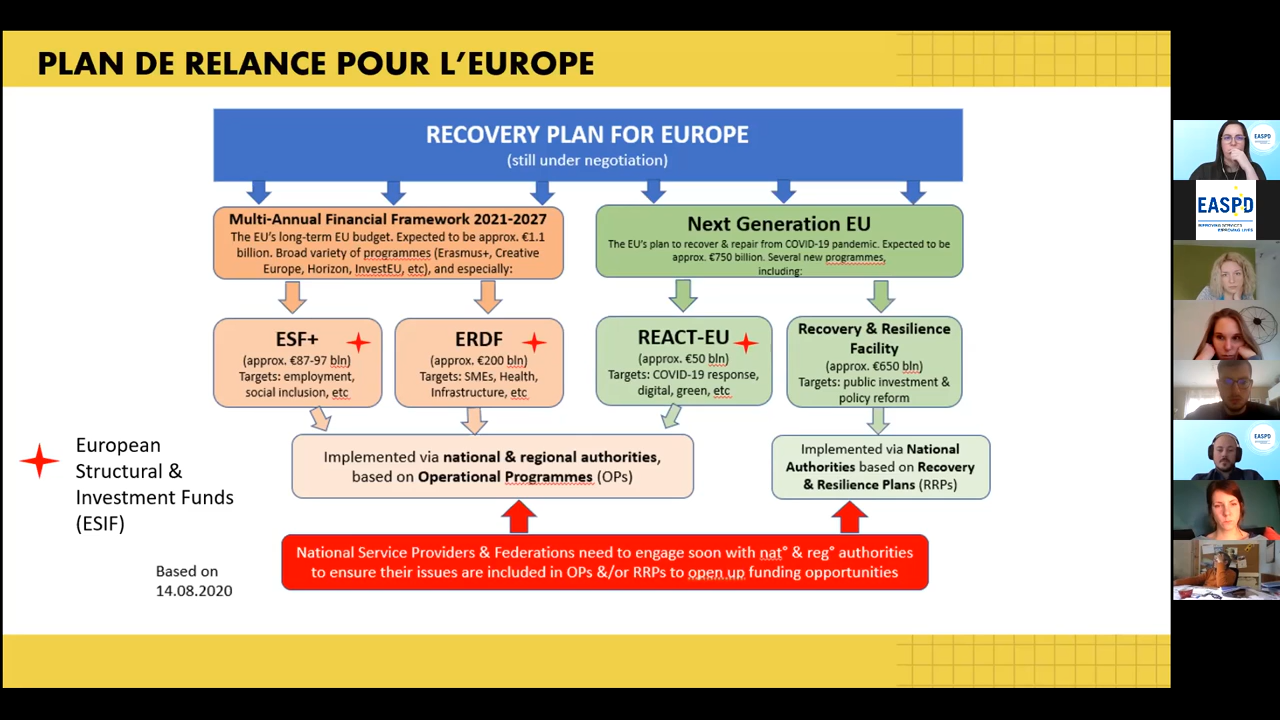 PLAN DE RELANCE POUR L'EUROPE
RECOVERY PLAN FOR EUROPE
(still under negotiation)
Multi-Annual Financial Framework 2021-2027
The EU's long-term EU budget. Expected to be approx. €1.1
billion. Broad variety of programmes (Erasmus+, Creative
Europe, Horizon, InvestEU, etc), and especially:
Next Generation EU
The EU's plan to recover & repair from COVID-19 pandemic. Expected to be
approx. €750 billion. Several new programmes,
including:
ESF+
(approx. €87-97 bln)
Targets: employment,
social inclusion, etc
ERDF
(approx. €200 bln)
Targets: SMEs, Health,
Infrastructure, etc
REACT-EU
(approx. €50 bln)
Targets: COVID-19 response,
digital, green, etc
Recovery & Resilience
Facility
(approx. €650 bln)
Targets: public investment &
policy reform
European
Structural &
Investment Funds
(ESIF)
Implemented via national & regional authorities,
based on Operational Programmes (OPs)
Implemented via National
Authorities based on Recovery
& Resilience Plans (RRPs)
National Service Providers & Federations need to engage soon with nat° & reg° authorities
to ensure their issues are included in OPs &/or RRPs to open up funding opportunities
Based on
14.08.2020
EASPD
EASPD
IMPROVING SERVICES
IMPROVING LIVES
EASPD